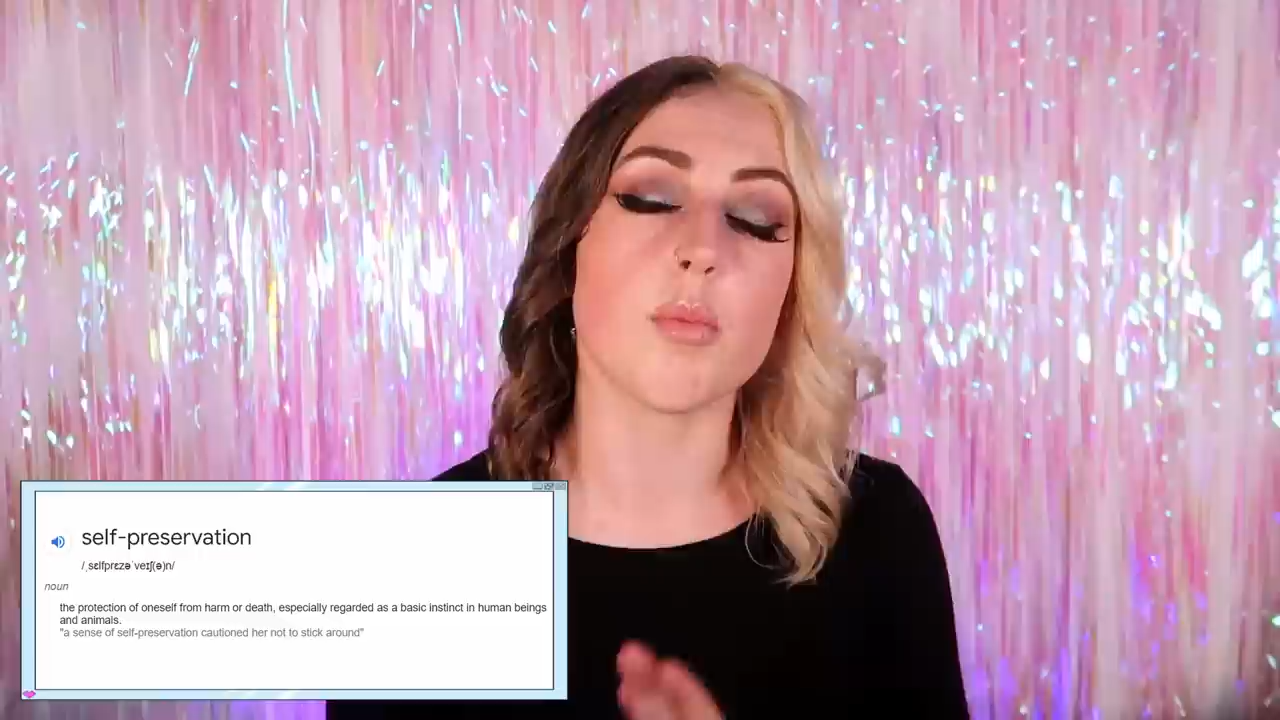 self-preservation
/ˌsɛlfprɛzəˈveɪʃ(ə)n/
noun
the protection of oneself from harm or death, especially regarded as a basic instinct in human beings
and animals.
"a sense of self-preservation cautioned her not to stick around"